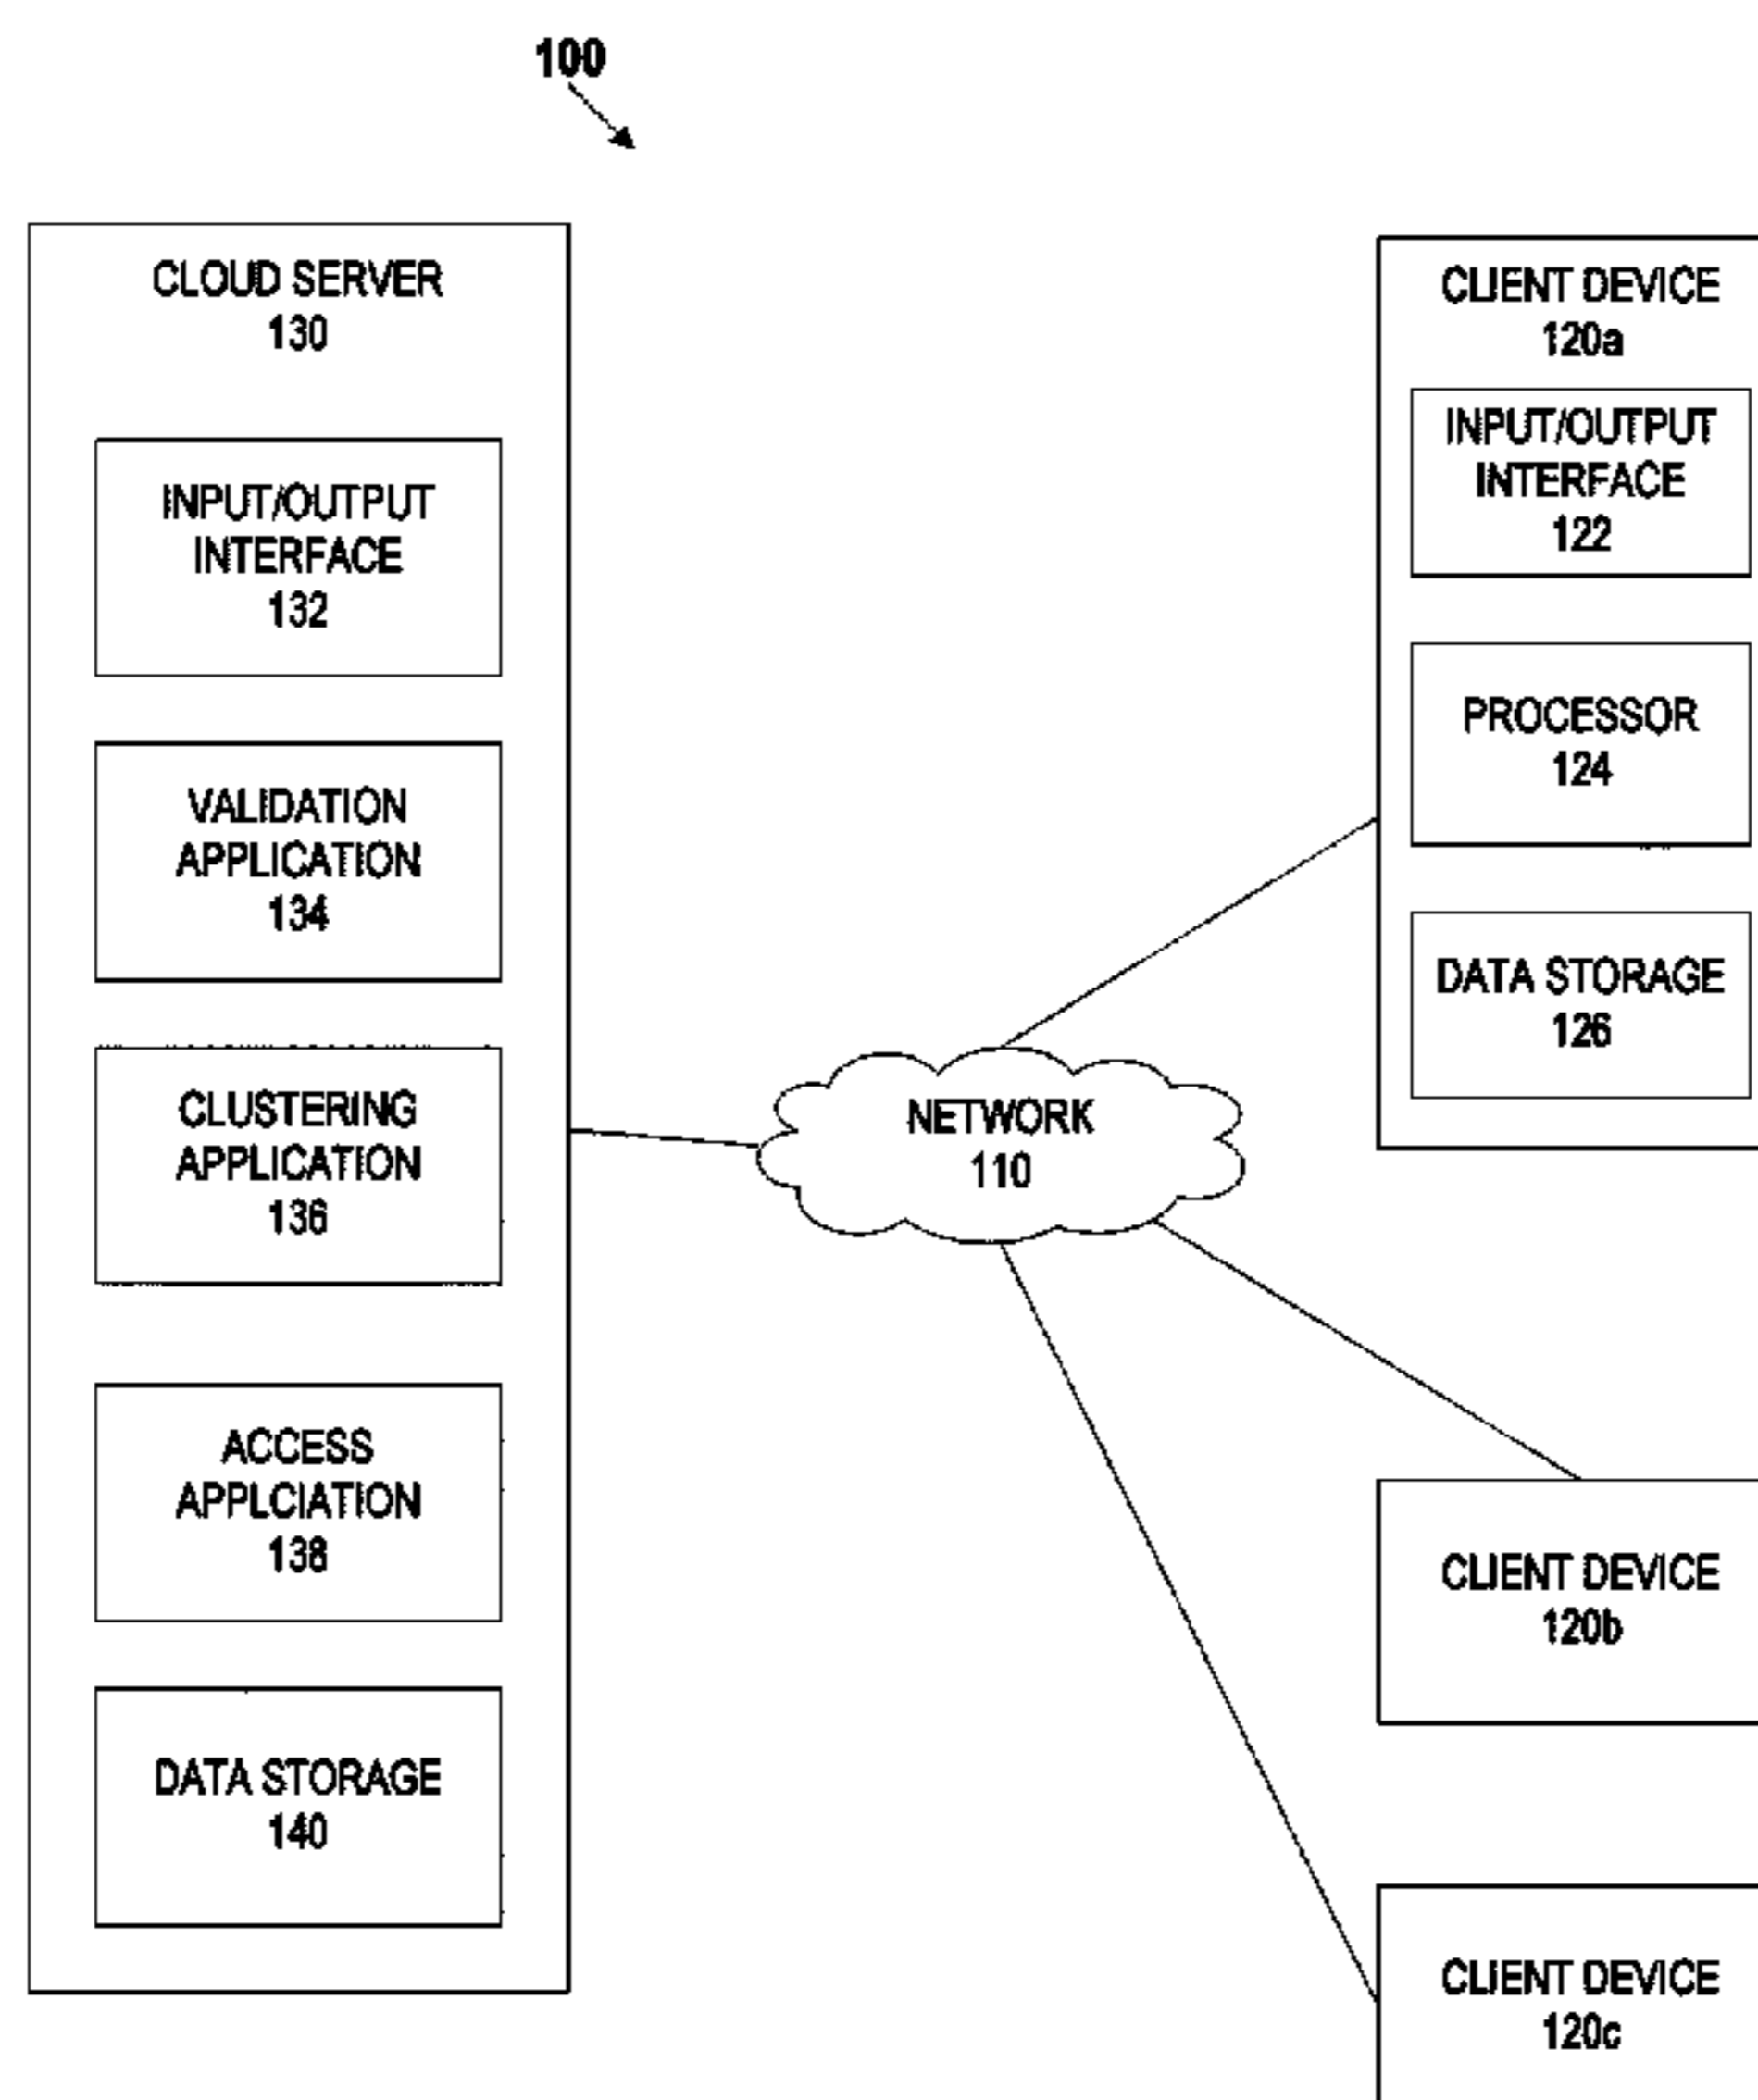 100
CLOUD SERVER
130
INPUT/OUTPUT
INTERFACE
132
VALIDATION
APPLICATION
134
CLUSTERING
APPLICATION
136
ACCESS
APPLCIATION
138
DATA STORAGE
140
NETWORK
110
CLIENT DEVICE
120a
INPUT/OUTPUT
INTERFACE
122
PROCESSOR
124
DATA STORAGE
126
CLIENT DEVICE
120b
CLIENT DEVICE
120c